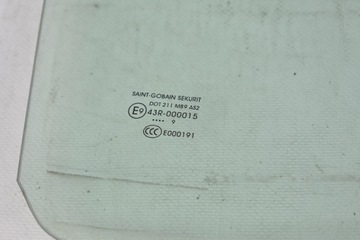 SAINT-GOBAIN SEKURIT
DOT 211 M89 AS2
E9 43R-000015
.... 9
CCC E000191